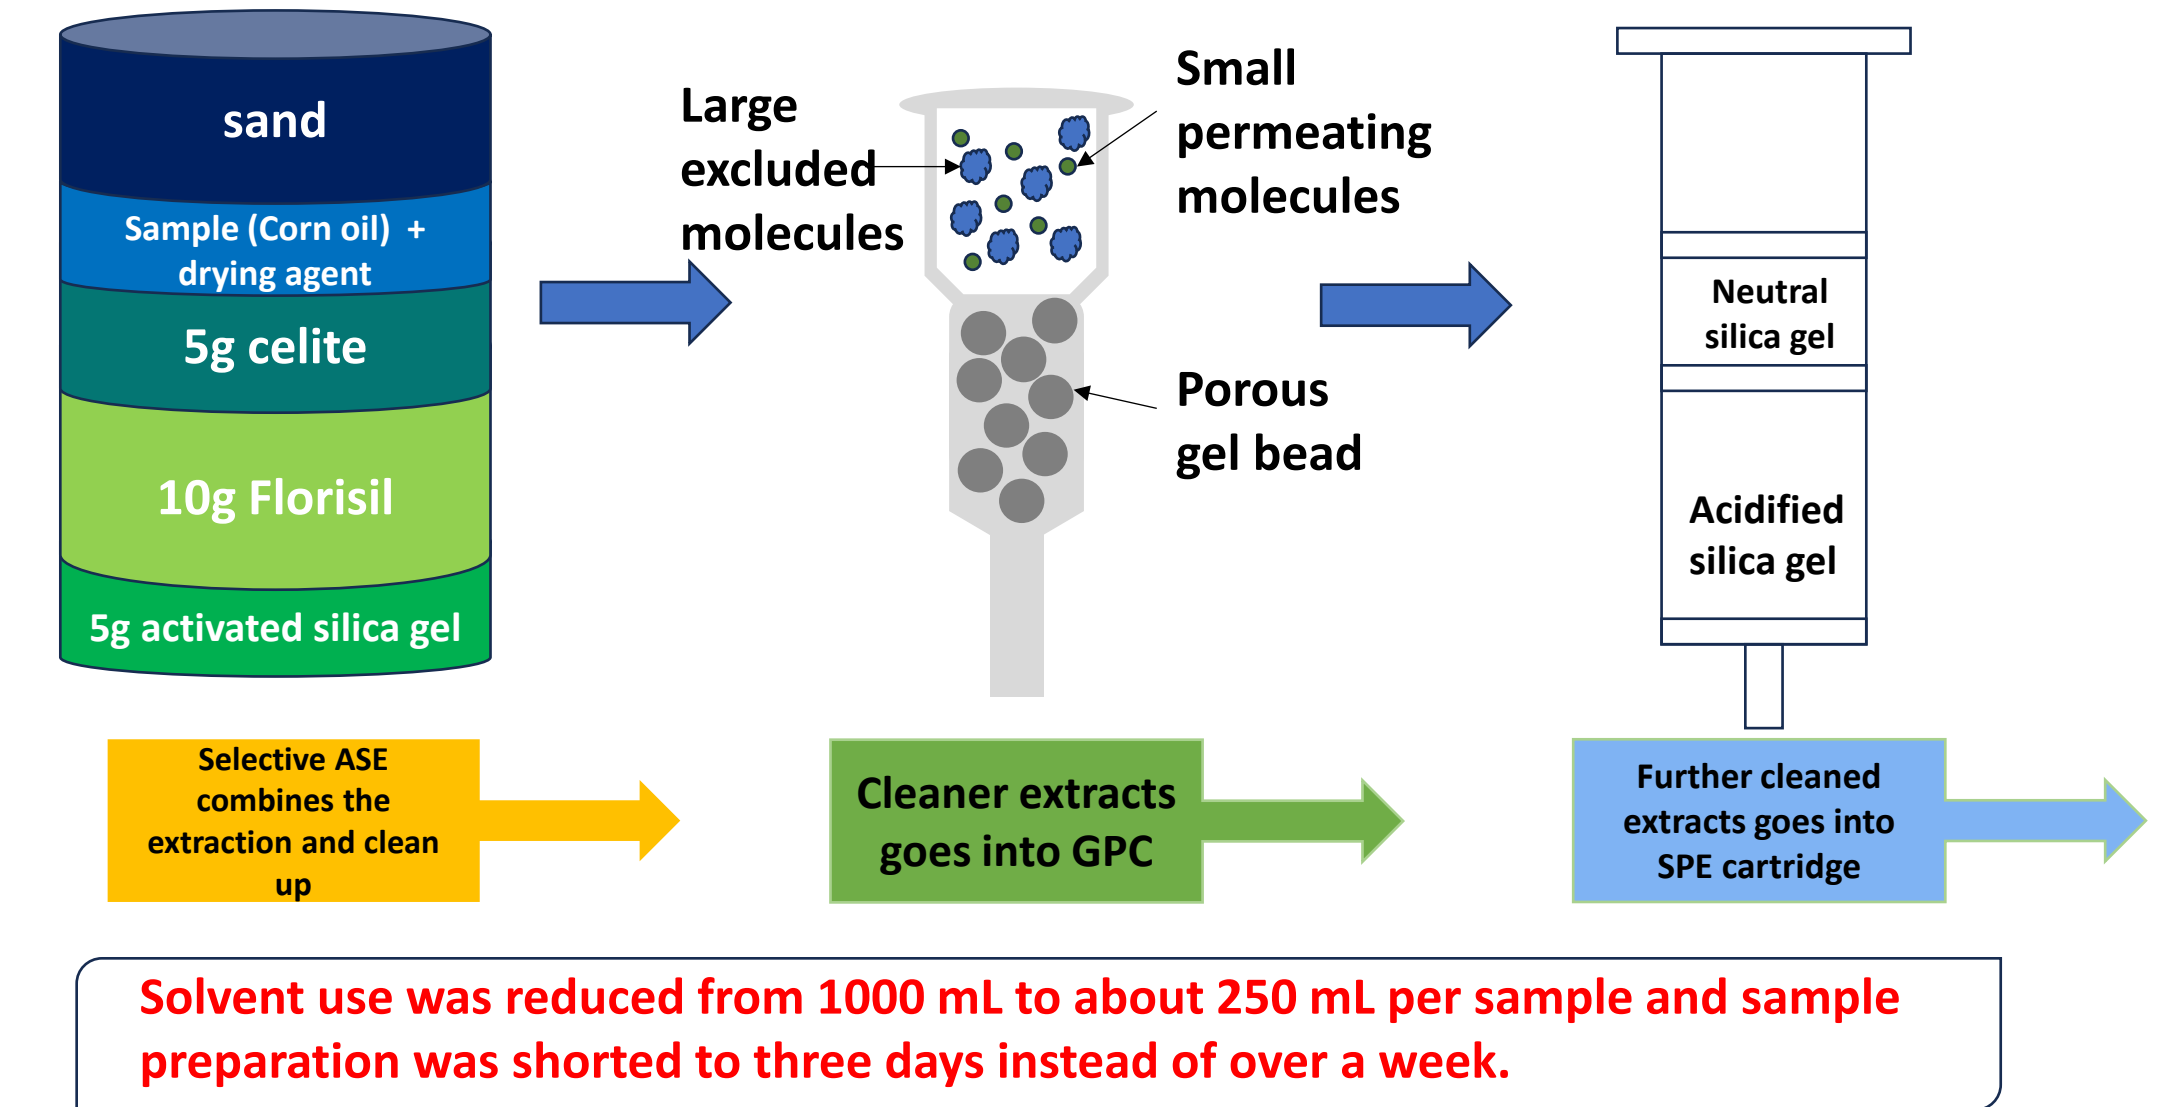 sand
Sample (Corn oil) +
drying agent
5g celite
10g Florisil
5g activated silica gel
Large
excluded
molecules
Small
permeating
molecules
Porous
gel bead
Neutral
silica gel
Acidified
silica gel
Selective ASE
combines the
extraction and clean
up
Cleaner extracts
goes into GPC
Further cleaned
extracts goes into
SPE cartridge
Solvent use was reduced from 1000 mL to about 250 mL per sample and sample
preparation was shorted to three days instead of over a week.